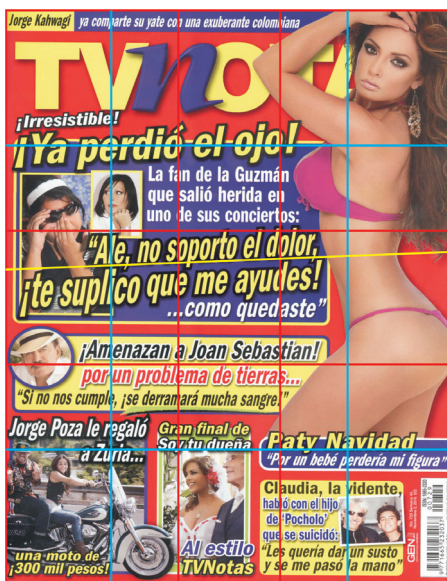 Jorge Kahwagi ya comparte su yate con una exuberante colombiana
TVnOTA
¡Irresistible!
¡Ya perdió el ojo!
La fan de la Guzmán
que salió herida en
uno de sus conciertos:
"Ale, no soporto el dolor,
¡te suplico que me ayudes!
...como quedaste"
¡Amenazan a Joan Sebastian!
por un problema de tierras...
"Si no nos cumple, ¡se derramará mucha sangre!"
Jorge Poza le regaló
a Zuria...
una moto de
¡300 mil pesos!
Gran final de
Soy tu dueña
Al estilo
TVNotas
Paty Navidad
"Por un bebé perdería mi figura"
Claudia, la vidente,
habló con el hijo
de 'Pocholo'
que se suicidó:
"Les quería dar un susto
y se me pasó la mano"